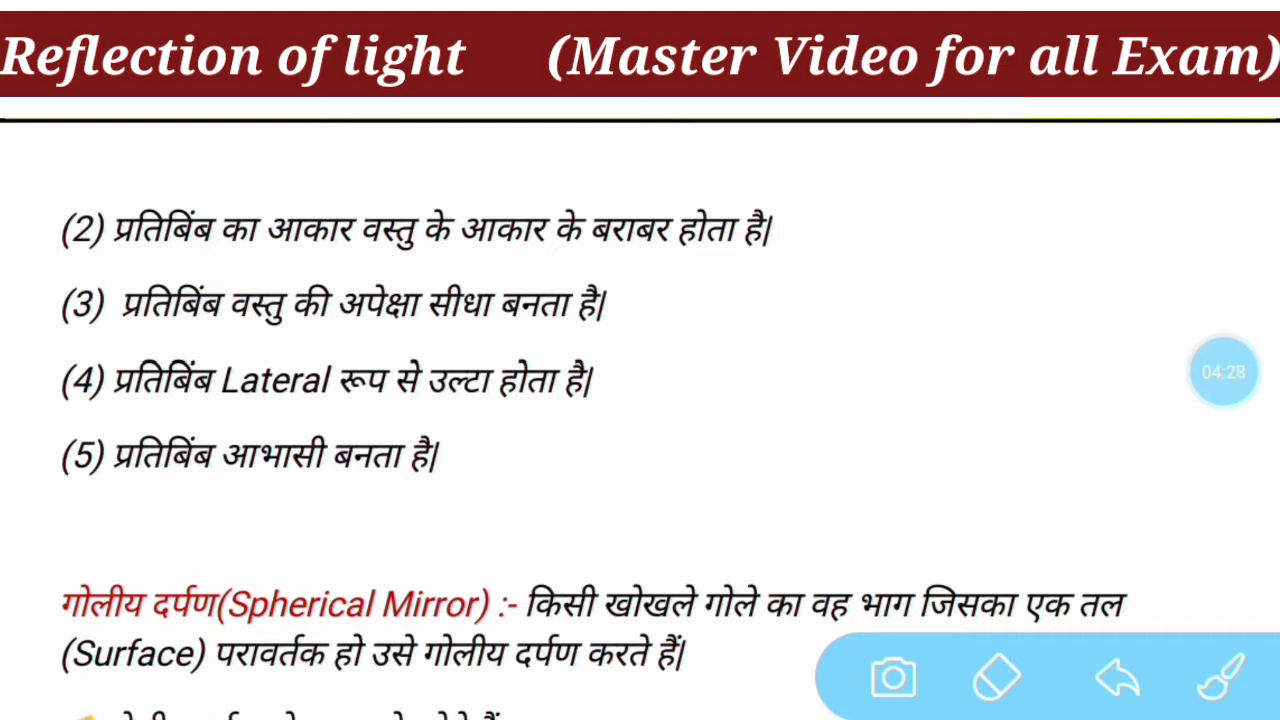 Reflection of light (Master Video for all Exam)
(2) प्रतिबिंब का आकार वस्तु के आकार के बराबर होता है|
(3) प्रतिबिंब वस्तु की अपेक्षा सीधा बनता है|
(4) प्रतिबिंब Lateral रूप से उल्टा होता है|
04:28
(5) प्रतिबिंब आभासी बनता है|
गोलीय दर्पण(Spherical Mirror) :- किसी खोखले गोले का वह भाग जिसका एक तल
(Surface) परावर्तक हो उसे गोलीय दर्पण करते हैं|